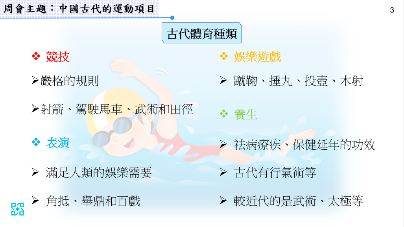 周會主題：中國古代的運動項目
3
古代體育種類
❖ 競技
➢嚴格的規則
➢射箭、駕駛馬車、武術和田徑
❖ 表演
➢ 滿足人類的娛樂需要
➢ 角抵、舉鼎和百戲
❖ 娛樂遊戲
➢ 蹴鞠、捶丸、投壺、木射
❖ 養生
➢ 袪病療疾、保健延年的功效
➢ 古代有行氣術等
➢ 較近代的是武術、太極等